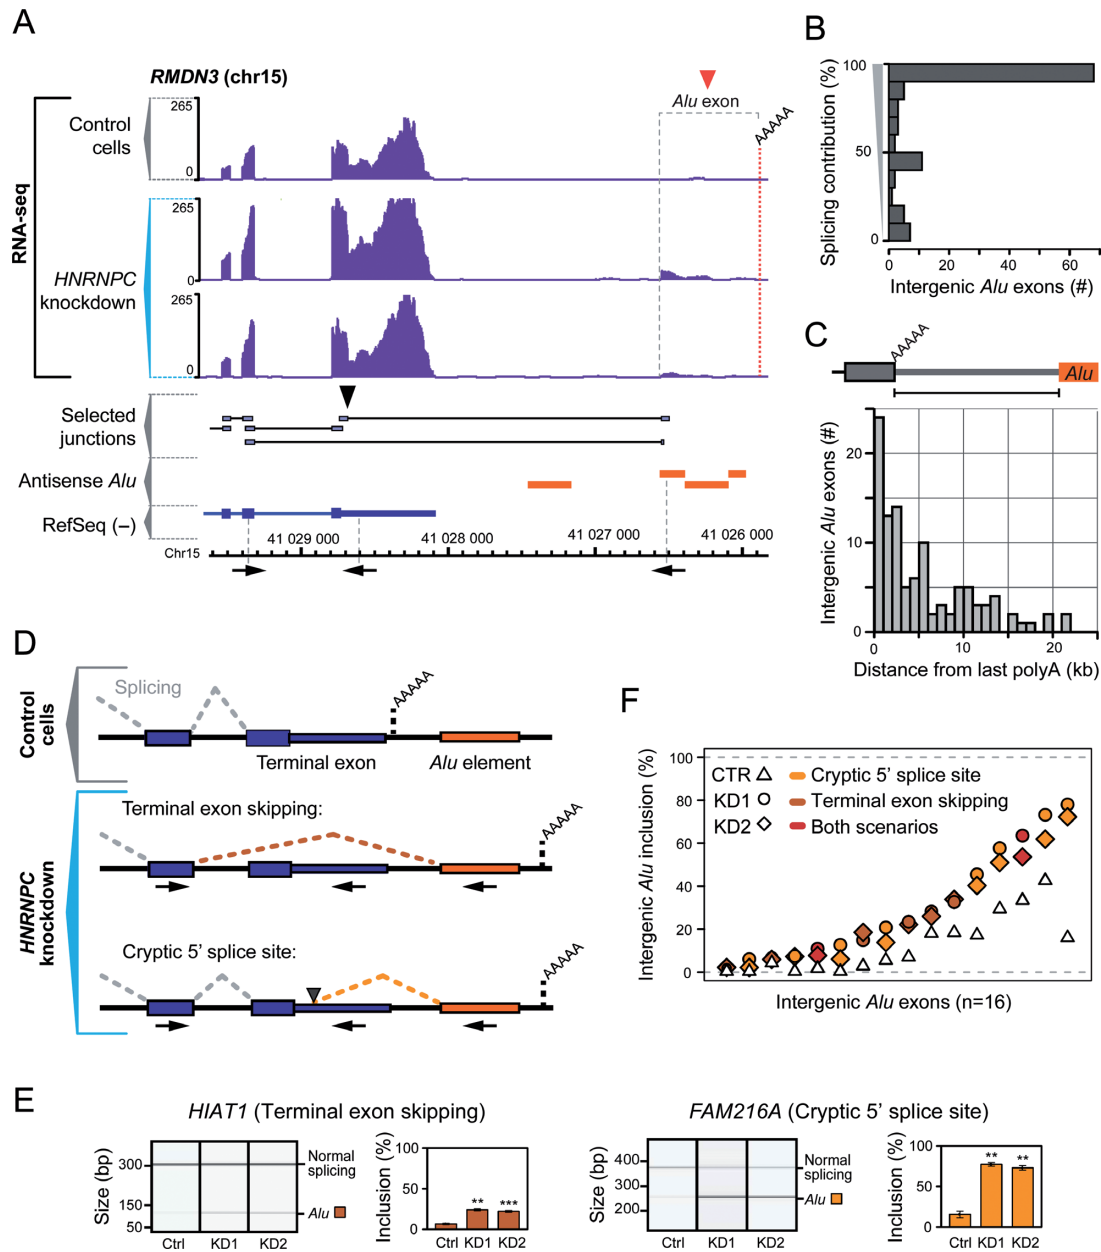 A
RMDN3 (chr15)
RNA-seq
Control
cells
265
0
Alu exon
AAAAA
HNRNPC
knockdown
265
0
265
0
Selected
junctions
Antisense Alu
RefSeq (–)
Chr15
41 029 000
41 028 000
41 027 000
41 026 000
B
Splicing contribution (%)
100
50
0
0
20
40
60
Intergenic Alu exons (#)
C
AAAAA
Alu
Intergenic Alu exons (#)
20
10
0
0
10
20
Distance from last polyA (kb)
D
Control
cells
Splicing
AAAAA
Terminal exon
Alu element
HNRNPC
knockdown
Terminal exon skipping:
AAAAA
Cryptic 5’ splice site:
AAAAA
F
Intergenic Alu inclusion (%)
100
80
60
40
20
0
CTR
KD1
KD2
Cryptic 5’ splice site
Terminal exon skipping
Both scenarios
Intergenic Alu exons (n=16)
E
HIAT1 (Terminal exon skipping)
Size (bp)
300
150
50
Normal
splicing
Alu
Ctrl KD1 KD2
Inclusion (%)
100
50
0
** ***
Ctrl KD1 KD2
FAM216A (Cryptic 5’ splice site)
Size (bp)
400
300
200
Normal
splicing
Alu
Ctrl KD1 KD2
Inclusion (%)
100
50
0
** **
Ctrl KD1 KD2